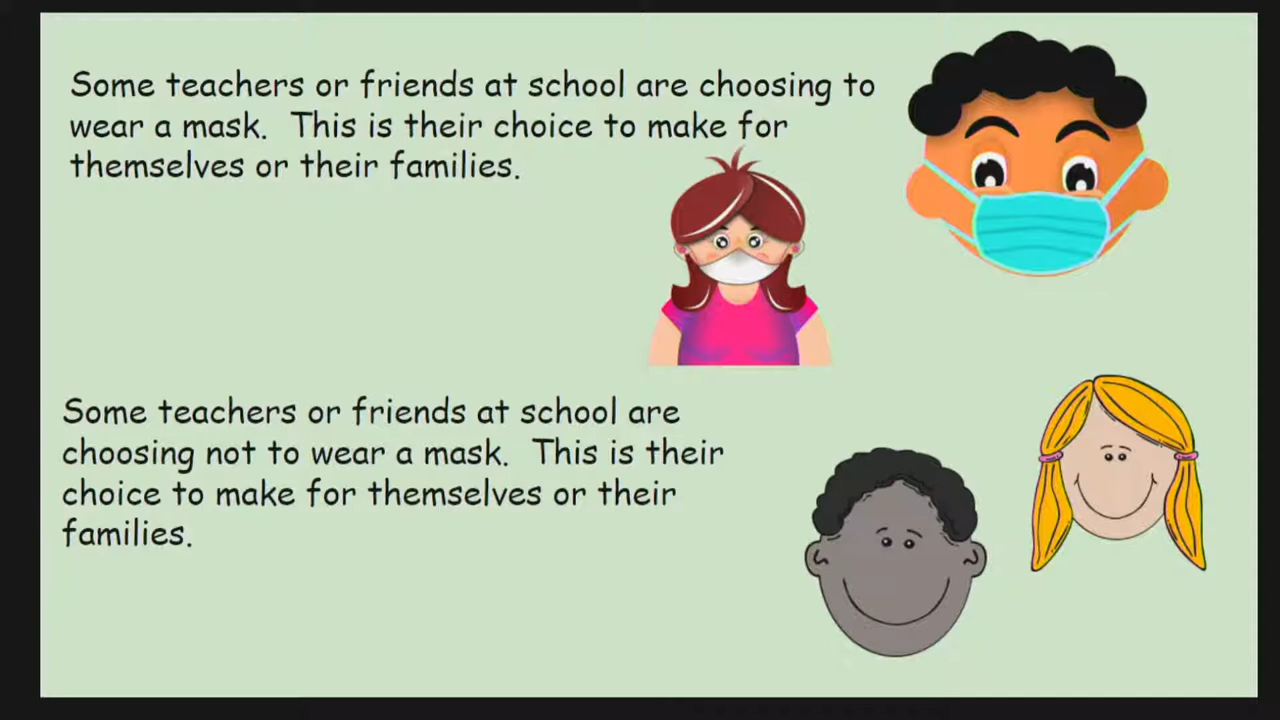 Some teachers or friends at school are choosing to
wear a mask.  This is their choice to make for
themselves or their families.
Some teachers or friends at school are
choosing not to wear a mask.  This is their
choice to make for themselves or their
families.